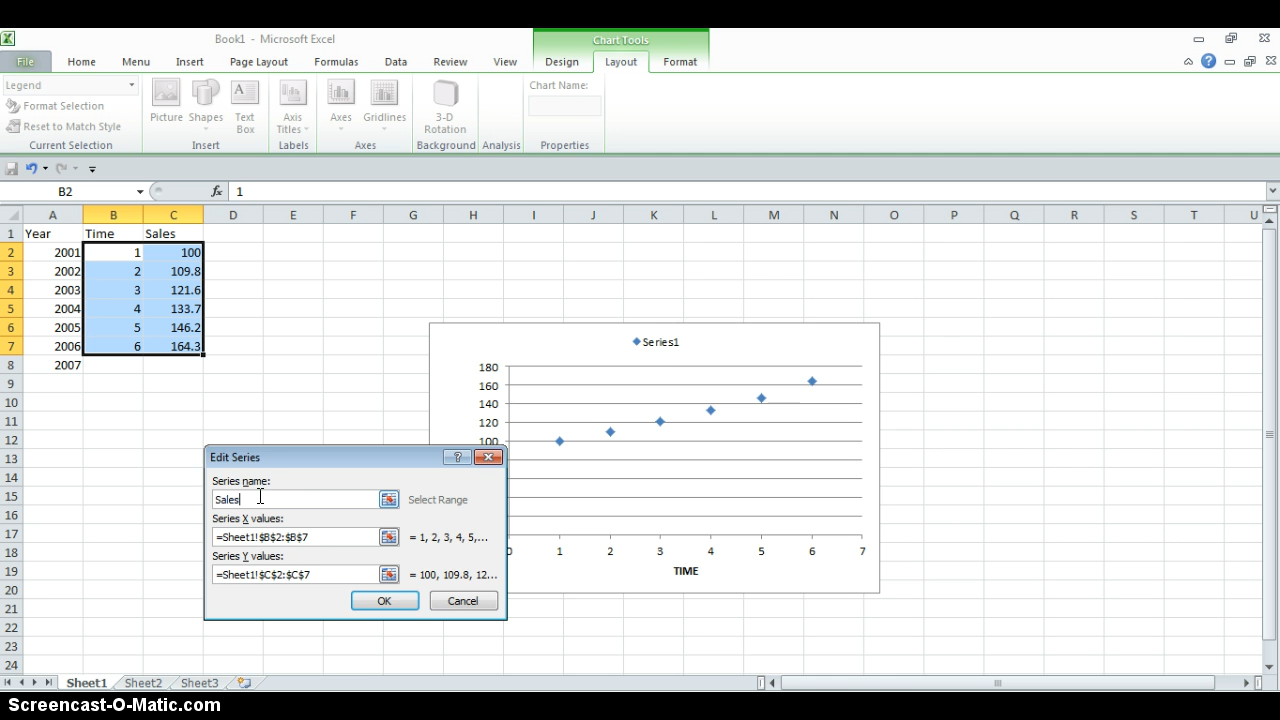 Book1 - Microsoft Excel
Chart Tools
File Home Menu Insert Page Layout Formulas Data Review View Design Layout Format
Legend
Format Selection
Reset to Match Style
Current Selection
Picture Shapes Text Box
Insert
Axis Titles
Labels
Axes Gridlines
Axes
3-D Rotation
Background
Analysis
Chart Name:
Properties
B2 fx 1
A B C D E F G H I J K L M N O P Q R S T U
1 Year Time Sales
2 2001 1 100
3 2002 2 109.8
4 2003 3 121.6
5 2004 4 133.7
6 2005 5 146.2
7 2006 6 164.3
8 2007
9
10
11
12
13
14
15
16
17
18
19
20
21
22
23
24
Series1
180
160
140
120
100
0 1 2 3 4 5 6 7
TIME
Edit Series
Series name:
Sales Select Range
Series X values:
=Sheet1!$B$2:$B$7 = 1, 2, 3, 4, 5,...
Series Y values:
=Sheet1!$C$2:$C$7 = 100, 109.8, 12...
OK Cancel
Sheet1 Sheet2 Sheet3
Screencast-O-Matic.com